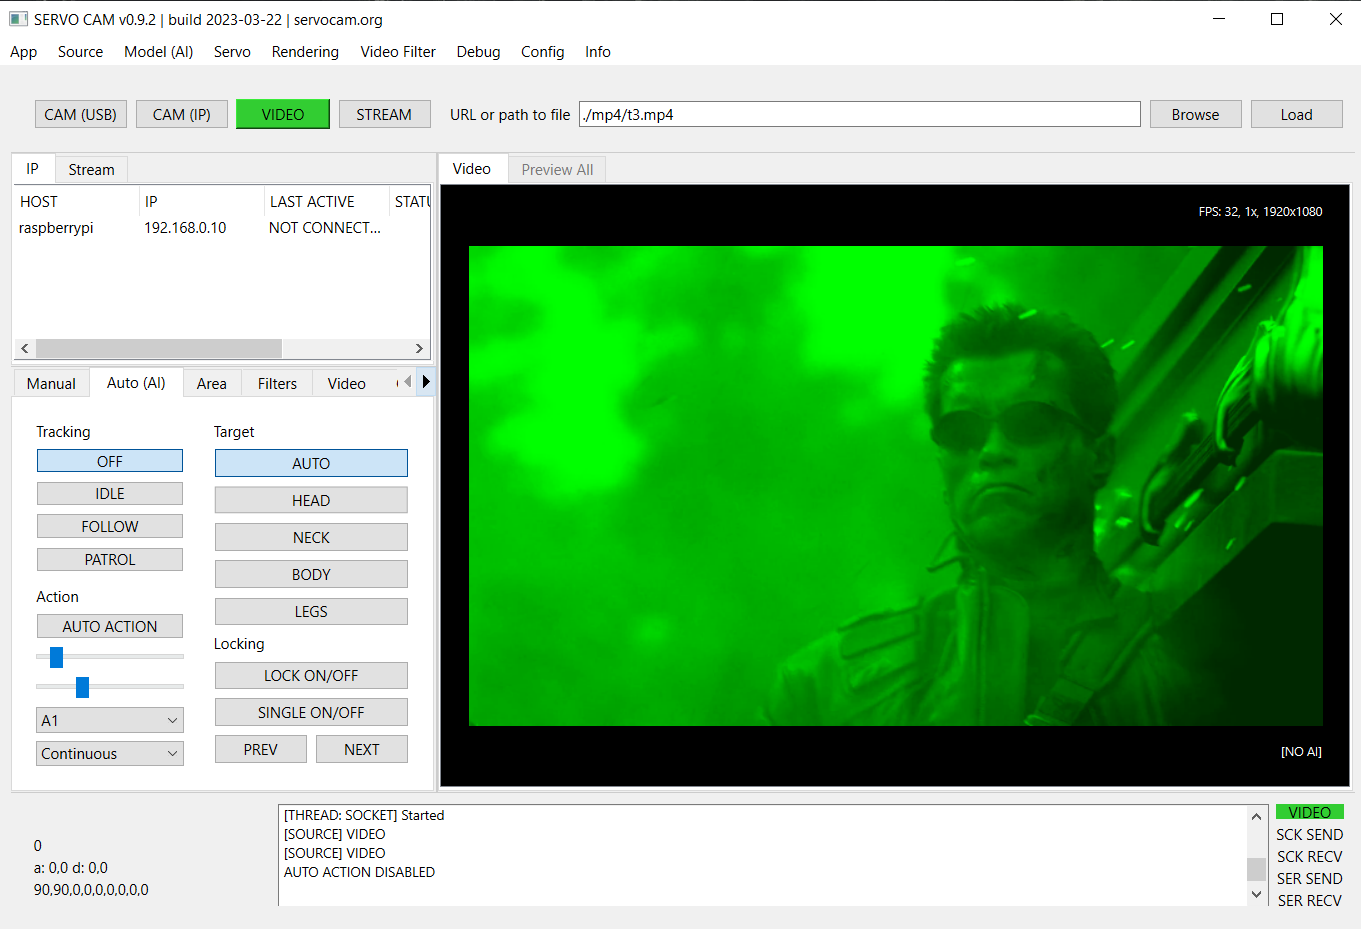 SERVO CAM v0.9.2 | build 2023-03-22 | servocam.org
App Source Model (AI) Servo Rendering Video Filter Debug Config Info
CAM (USB) CAM (IP) VIDEO STREAM URL or path to file ./mp4/t3.mp4 Browse Load
IP Stream
HOST IP LAST ACTIVE STATU
raspberrypi 192.168.0.10 NOT CONNECT...
Manual Auto (AI) Area Filters Video
Tracking
OFF
IDLE
FOLLOW
PATROL
Action
AUTO ACTION
A1
Continuous
Target
AUTO
HEAD
NECK
BODY
LEGS
Locking
LOCK ON/OFF
SINGLE ON/OFF
PREV NEXT
Video Preview All
FPS: 32, 1x, 1920x1080
[NO AI]
0
a: 0,0 d: 0,0
90,90,0,0,0,0,0,0,0
[THREAD: SOCKET] Started
[SOURCE] VIDEO
[SOURCE] VIDEO
AUTO ACTION DISABLED
VIDEO
SCK SEND
SCK RECV
SER SEND
SER RECV